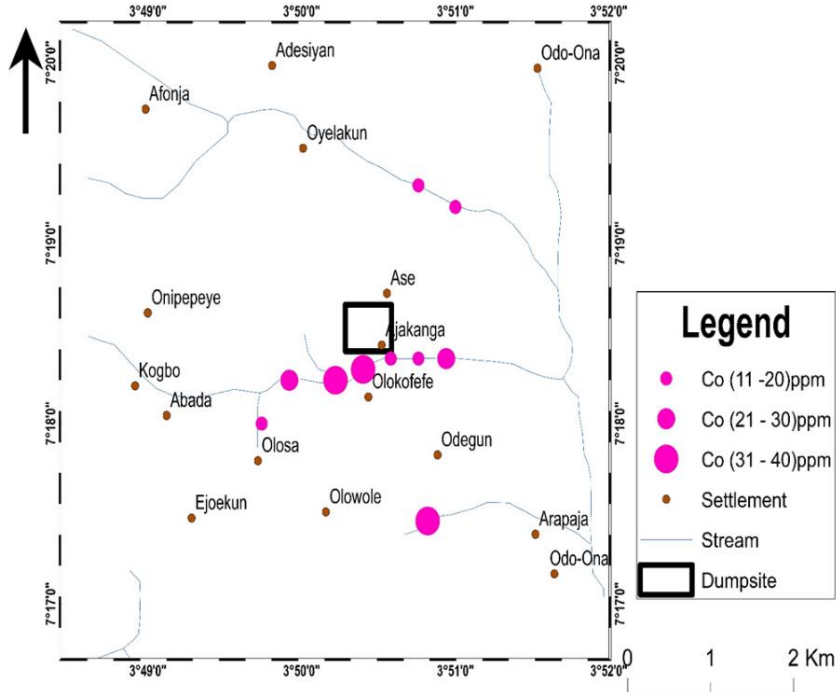 3°49'0" 3°50'0" 3°51'0" 3°52'0"
7°20'0" 7°20'0"
Adesiyan
Odo-Ona
Afonja
Oyelakun
7°19'0" 7°19'0"
Ase
Onipepeye
Ajakanga
Kogbo
Olokofefe
Abada
7°18'0" 7°18'0"
Odegun
Olosa
Ejoekun
Olowole
Arapaja
Odo-Ona
7°17'0" 7°17'0"
3°49'0" 3°50'0" 3°51'0" 3°52'0"
Legend
Co (11 -20)ppm
Co (21 - 30)ppm
Co (31 - 40)ppm
Settlement
Stream
Dumpsite
0 1 2 Km